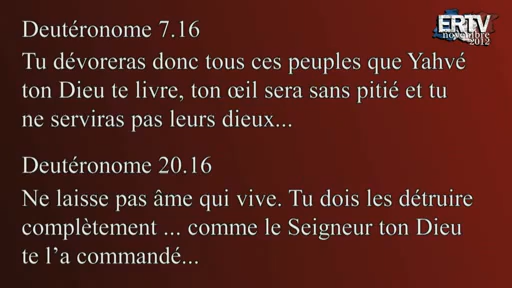 ERTV
novembre
2012
Deutéronome 7.16
Tu dévoreras donc tous ces peuples que Yahvé
ton Dieu te livre, ton œil sera sans pitié et tu
ne serviras pas leurs dieux...
Deutéronome 20.16
Ne laisse pas âme qui vive. Tu dois les détruire
complètement ... comme le Seigneur ton Dieu
te l’a commandé...